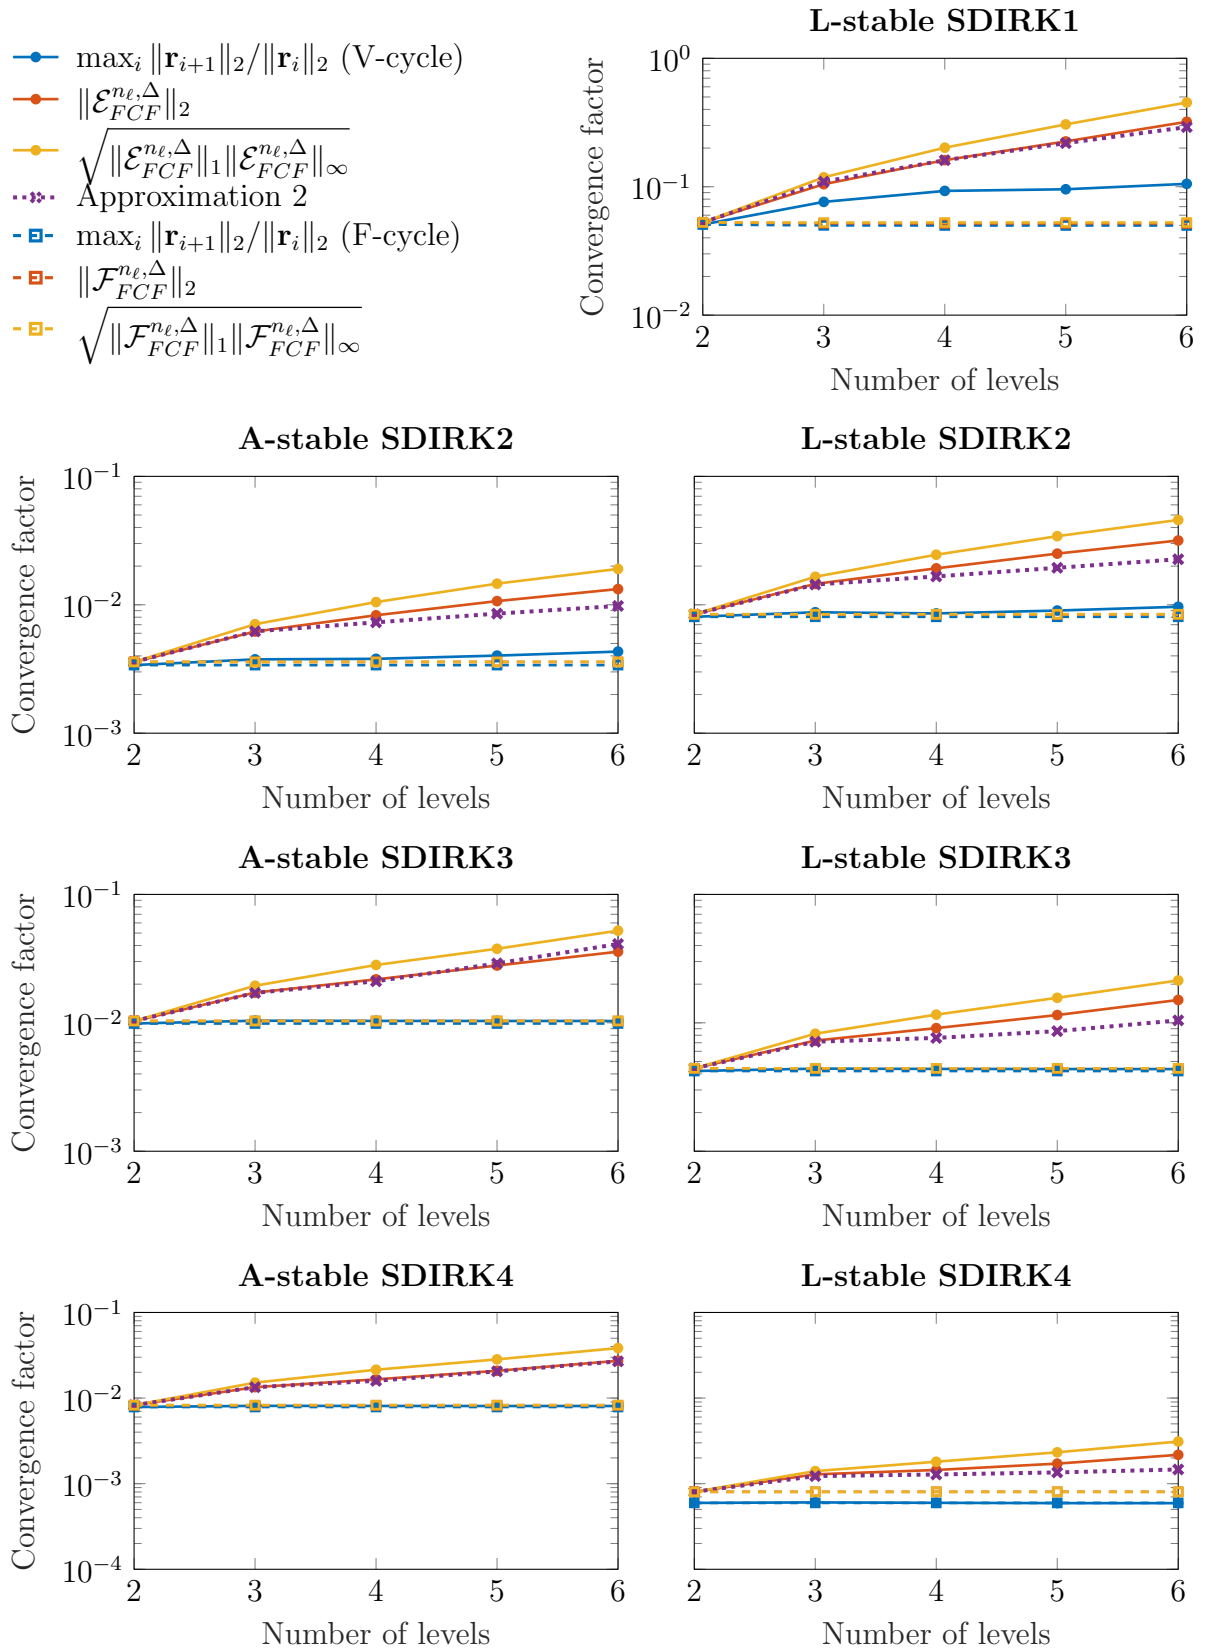 max_i ‖r_{i+1}‖_2/‖r_i‖_2 (V-cycle)
‖ℰ_{FCF}^{n_ℓ,Δ}‖_2
√(‖ℰ_{FCF}^{n_ℓ,Δ}‖_1‖ℰ_{FCF}^{n_ℓ,Δ}‖_∞)
Approximation 2
max_i ‖r_{i+1}‖_2/‖r_i‖_2 (F-cycle)
‖ℱ_{FCF}^{n_ℓ,Δ}‖_2
√(‖ℱ_{FCF}^{n_ℓ,Δ}‖_1‖ℱ_{FCF}^{n_ℓ,Δ}‖_∞)
L-stable SDIRK1
Convergence factor
10^0
10^{-1}
10^{-2}
2 3 4 5 6
Number of levels
A-stable SDIRK2
Convergence factor
10^{-1}
10^{-2}
10^{-3}
2 3 4 5 6
Number of levels
L-stable SDIRK2
2 3 4 5 6
Number of levels
A-stable SDIRK3
Convergence factor
10^{-1}
10^{-2}
10^{-3}
2 3 4 5 6
Number of levels
L-stable SDIRK3
2 3 4 5 6
Number of levels
A-stable SDIRK4
Convergence factor
10^{-1}
10^{-2}
10^{-3}
10^{-4}
2 3 4 5 6
Number of levels
L-stable SDIRK4
2 3 4 5 6
Number of levels